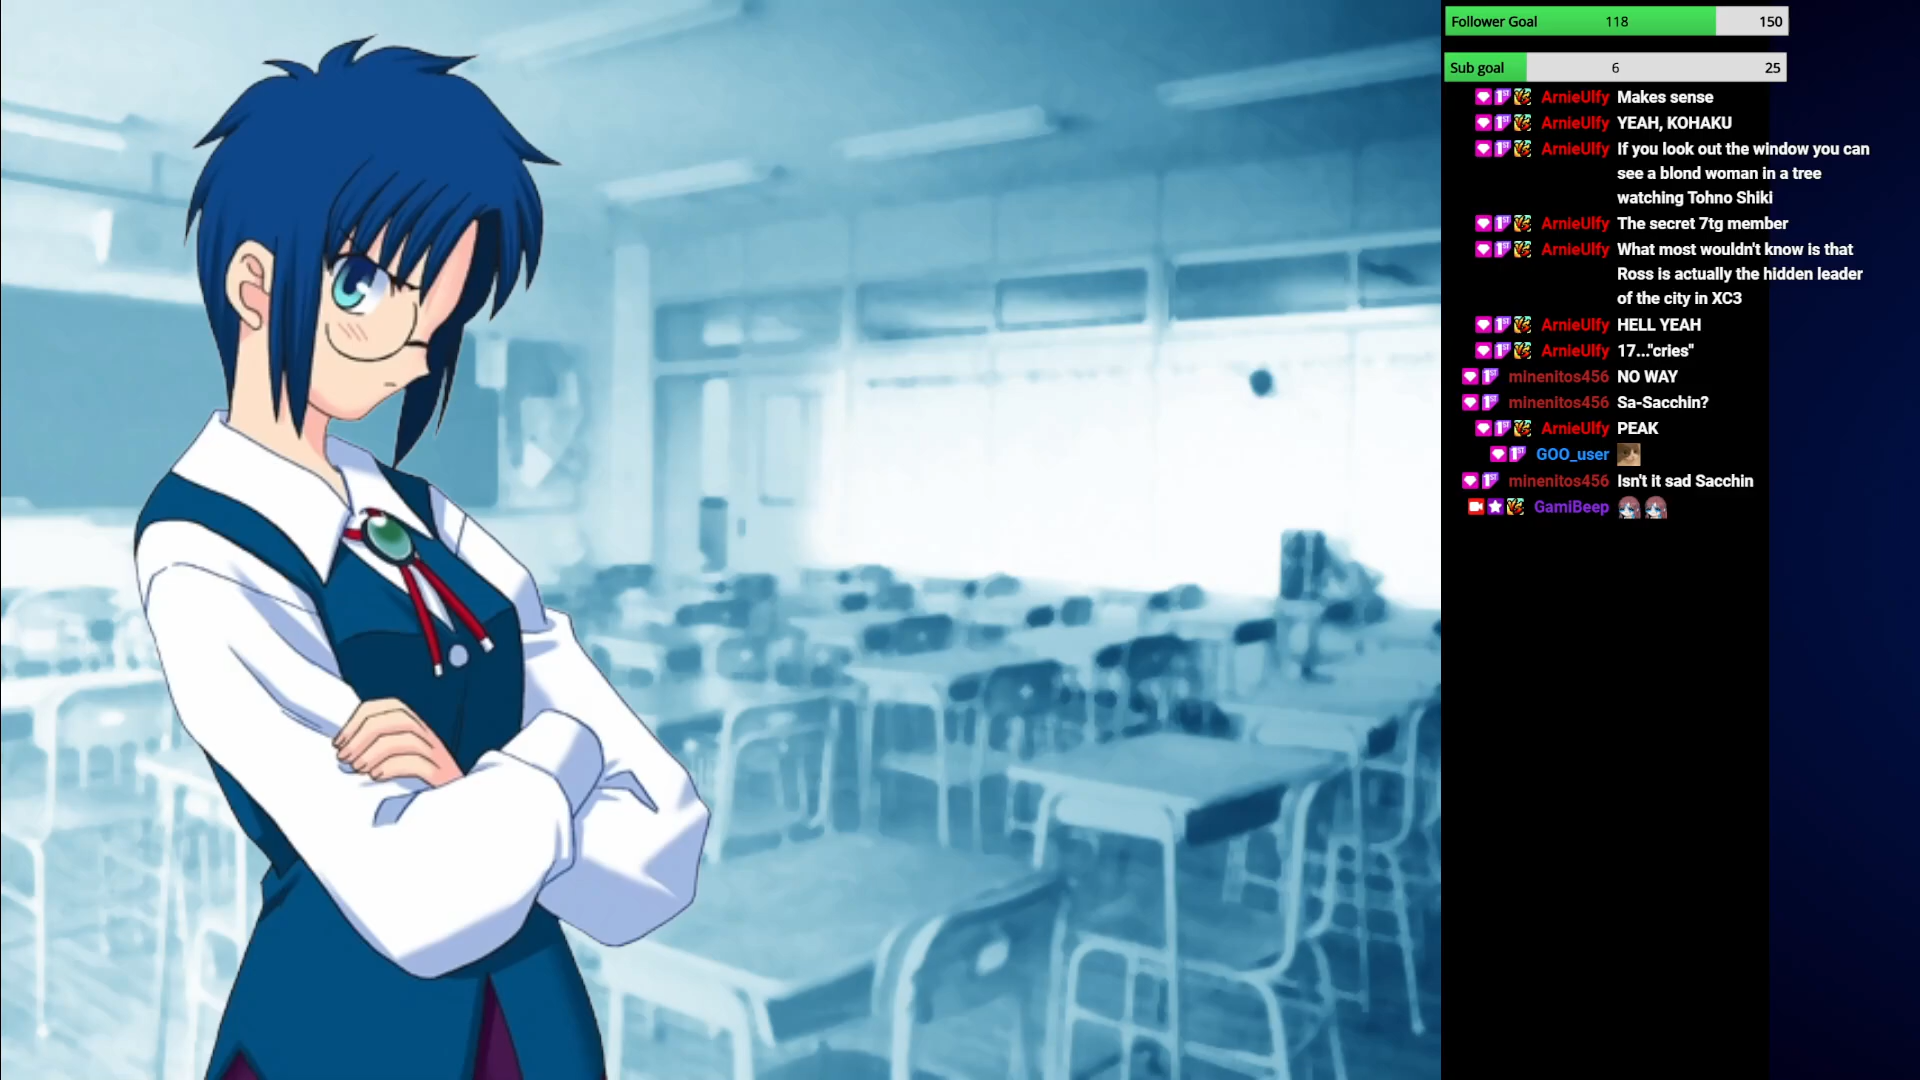 Follower Goal 118 150
Sub goal 6 25
ArnieUlfy Makes sense
ArnieUlfy YEAH, KOHAKU
ArnieUlfy If you look out the window you can
see a blond woman in a tree
watching Tohno Shiki
ArnieUlfy The secret 7tg member
ArnieUlfy What most wouldn't know is that
Ross is actually the hidden leader
of the city in XC3
ArnieUlfy HELL YEAH
ArnieUlfy 17..."cries"
minenitos456 NO WAY
minenitos456 Sa-Sacchin?
ArnieUlfy PEAK
GOO_user
minenitos456 Isn't it sad Sacchin
GamiBeep